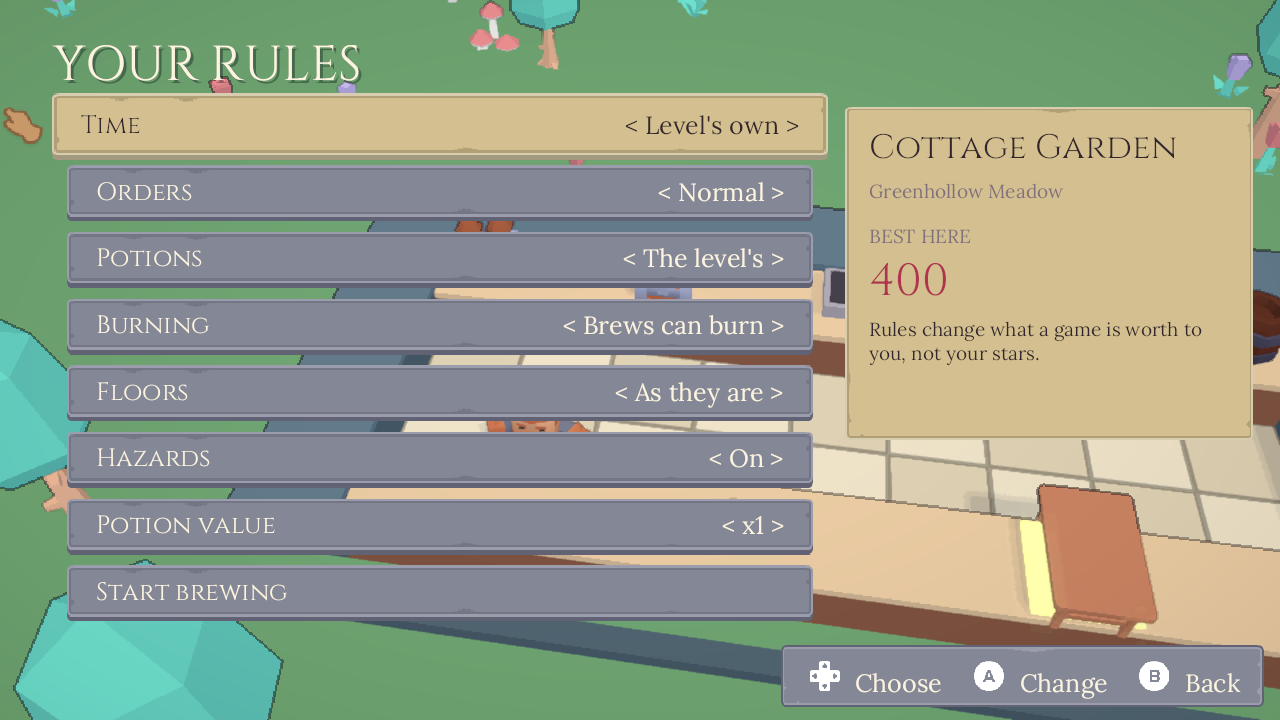 YOUR RULES
TIME < Level's own >
ORDERS < Normal >
POTIONS < The level's >
BURNING < Brews can burn >
FLOORS < As they are >
HAZARDS < On >
POTION VALUE < x1 >
START BREWING
COTTAGE GARDEN
Greenhollow Meadow
BEST HERE
400
Rules change what a game is worth to
you, not your stars.
Choose A Change B Back